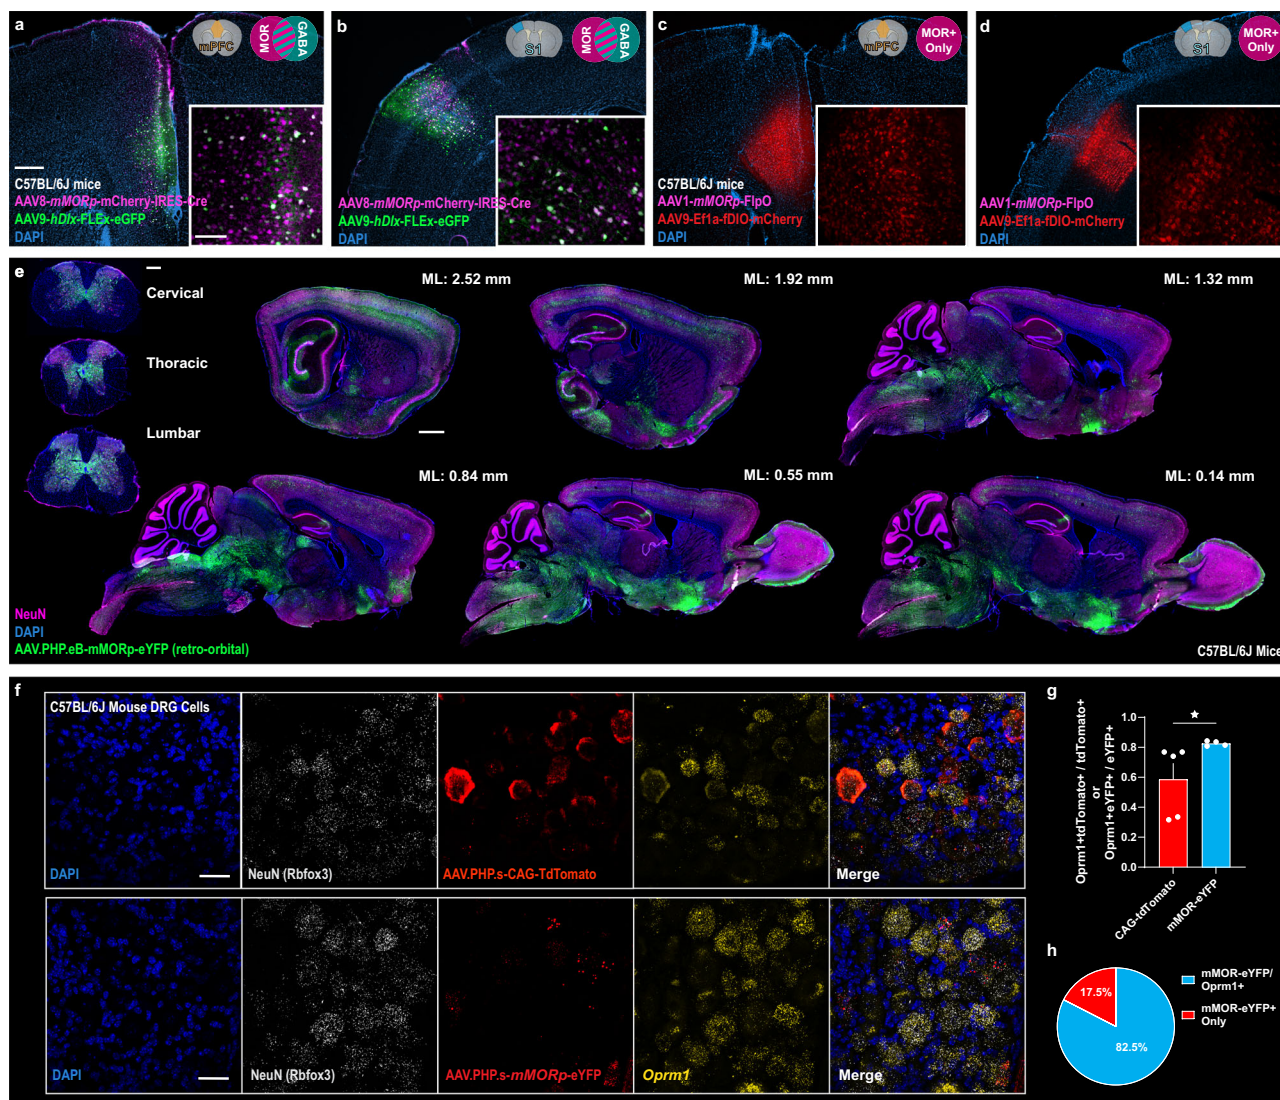 a
mPFC
MOR
GABA
C57BL/6J mice
AAV8-mMORp-mCherry-IRES-Cre
AAV9-hDlx-FLEx-eGFP
DAPI
b
S1
MOR
GABA
AAV8-mMORp-mCherry-IRES-Cre
AAV9-hDlx-FLEx-eGFP
DAPI
c
mPFC
MOR+
Only
C57BL/6J mice
AAV1-mMORp-FlpO
AAV9-Ef1a-fDIO-mCherry
DAPI
d
S1
MOR+
Only
AAV1-mMORp-FlpO
AAV9-Ef1a-fDIO-mCherry
DAPI
e
Cervical
Thoracic
Lumbar
ML: 2.52 mm
ML: 1.92 mm
ML: 1.32 mm
ML: 0.84 mm
ML: 0.55 mm
ML: 0.14 mm
NeuN
DAPI
AAV.PHP.eB-mMORp-eYFP (retro-orbital)
C57BL/6J Mice
f
C57BL/6J Mouse DRG Cells
DAPI
NeuN (Rbfox3)
AAV.PHP.s-CAG-TdTomato
Merge
DAPI
NeuN (Rbfox3)
AAV.PHP.s-mMORp-eYFP
Oprm1
Merge
g
Oprm1+tdTomato+ / tdTomato+
or
Oprm1+eYFP+ / eYFP+
1.0
0.8
0.6
0.4
0.2
0.0
CAG-tdTomato
mMOR-eYFP
h
17.5%
82.5%
mMOR-eYFP/
Oprm1+
mMOR-eYFP+
Only